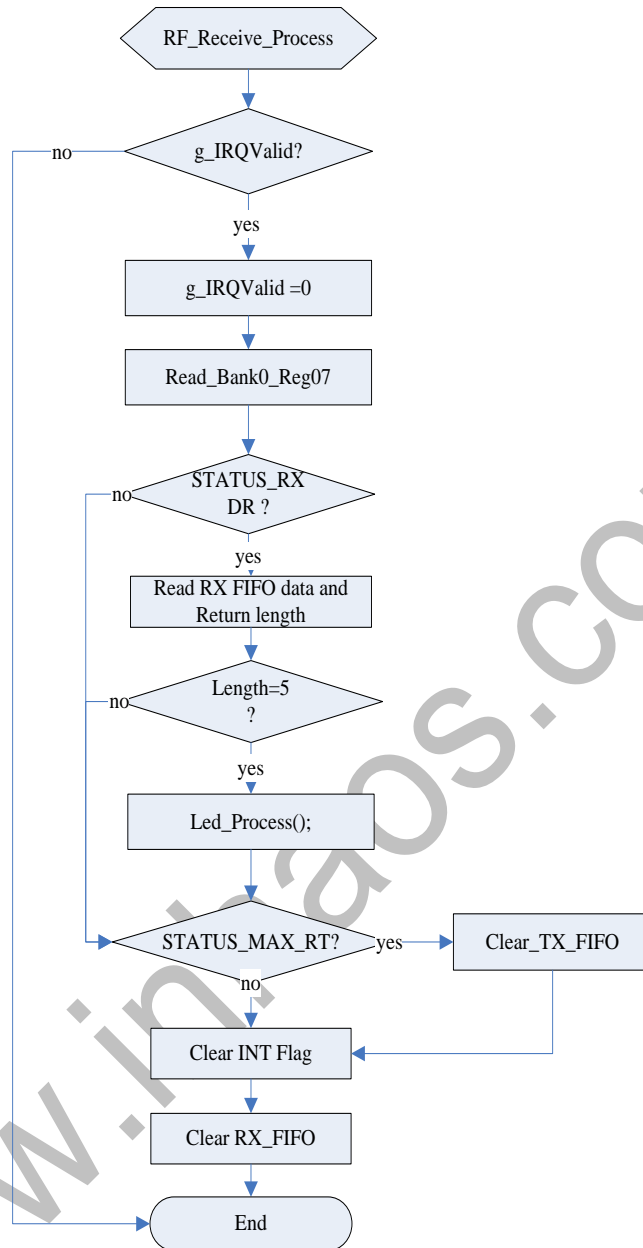 RF_Receive_Process
g_IRQValid?
no
yes
g_IRQValid =0
Read_Bank0_Reg07
STATUS_RX
DR ?
no
yes
Read RX FIFO data and
Return length
Length=5
?
no
yes
Led_Process();
STATUS_MAX_RT?
yes
Clear_TX_FIFO
no
Clear INT Flag
Clear RX_FIFO
End